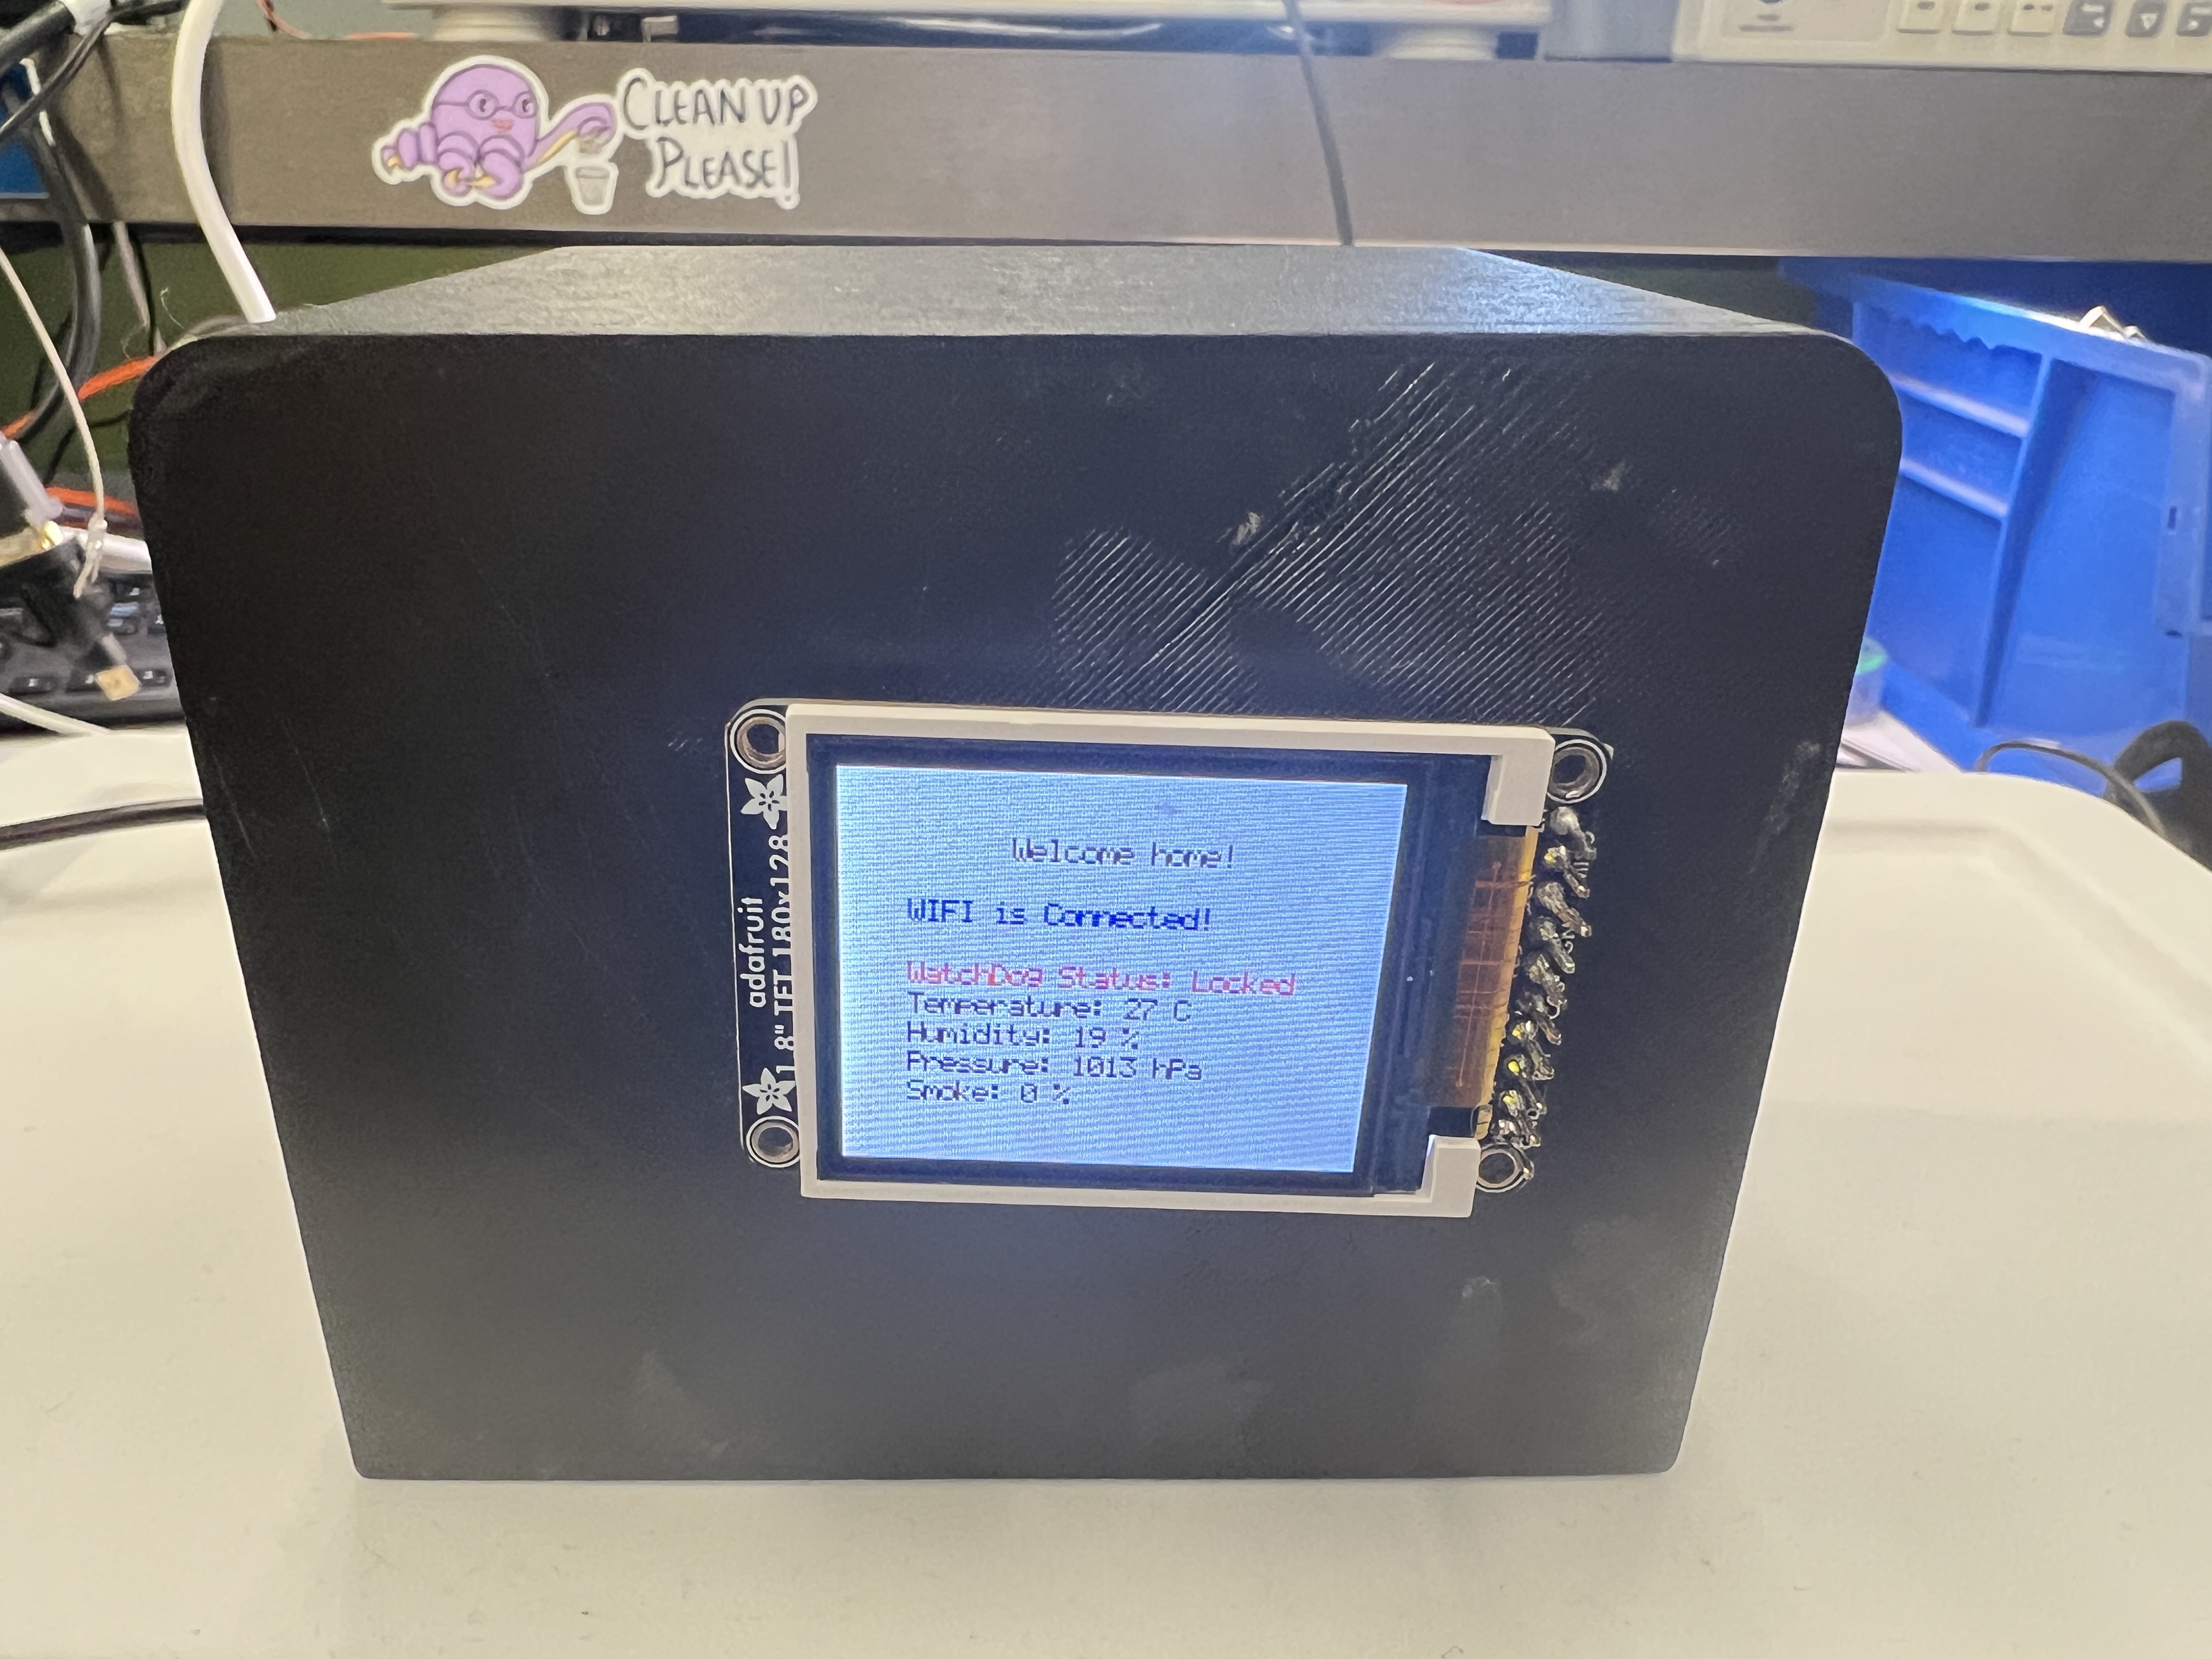 CLEAN UP
PLEASE!
adafruit
1.8" TFT 180x128
Welcome home!
WIFI is Connected!
WatchDog Status: Locked
Temperature: 27 C
Humidity: 19 %
Pressure: 1013 hPa
Smoke: 0 %